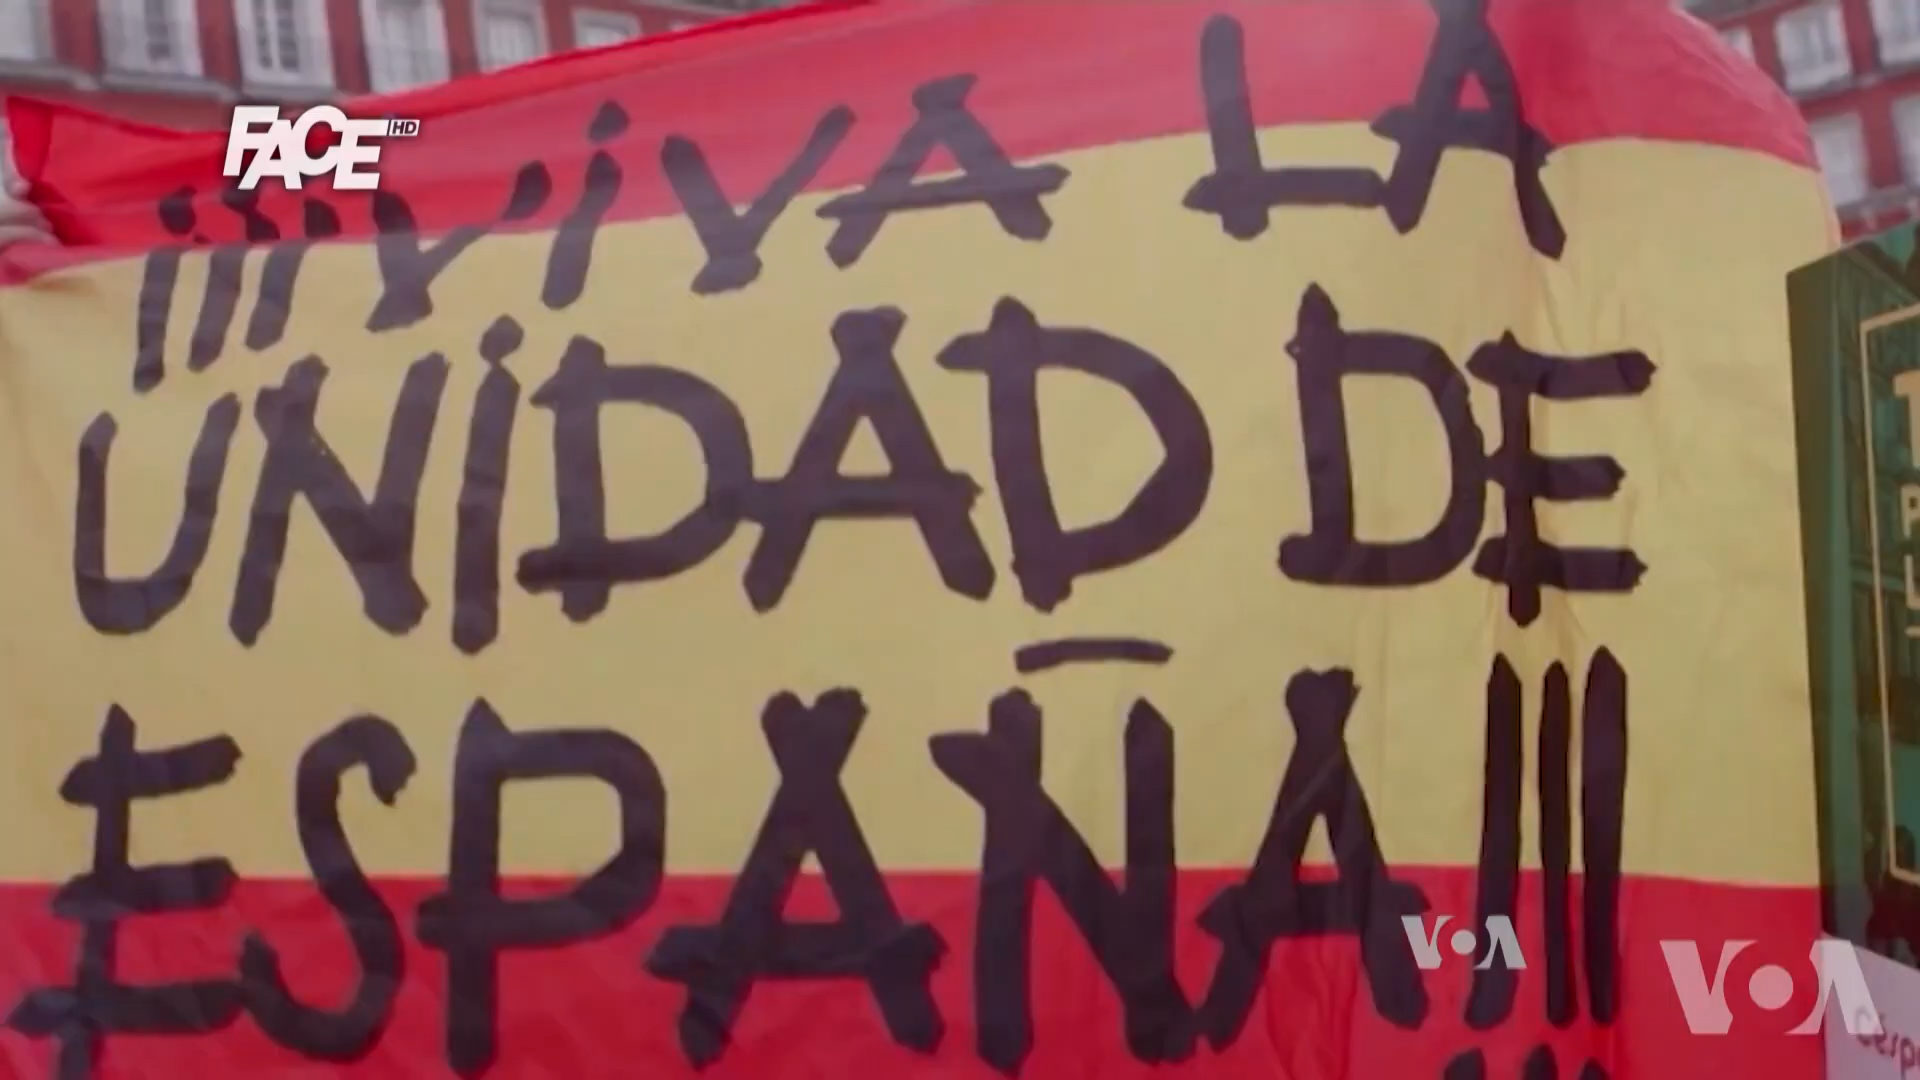 FACE HD
¡¡¡VIVA LA
UNIDAD DE
ESPAÑA!!!
VOA
VOA